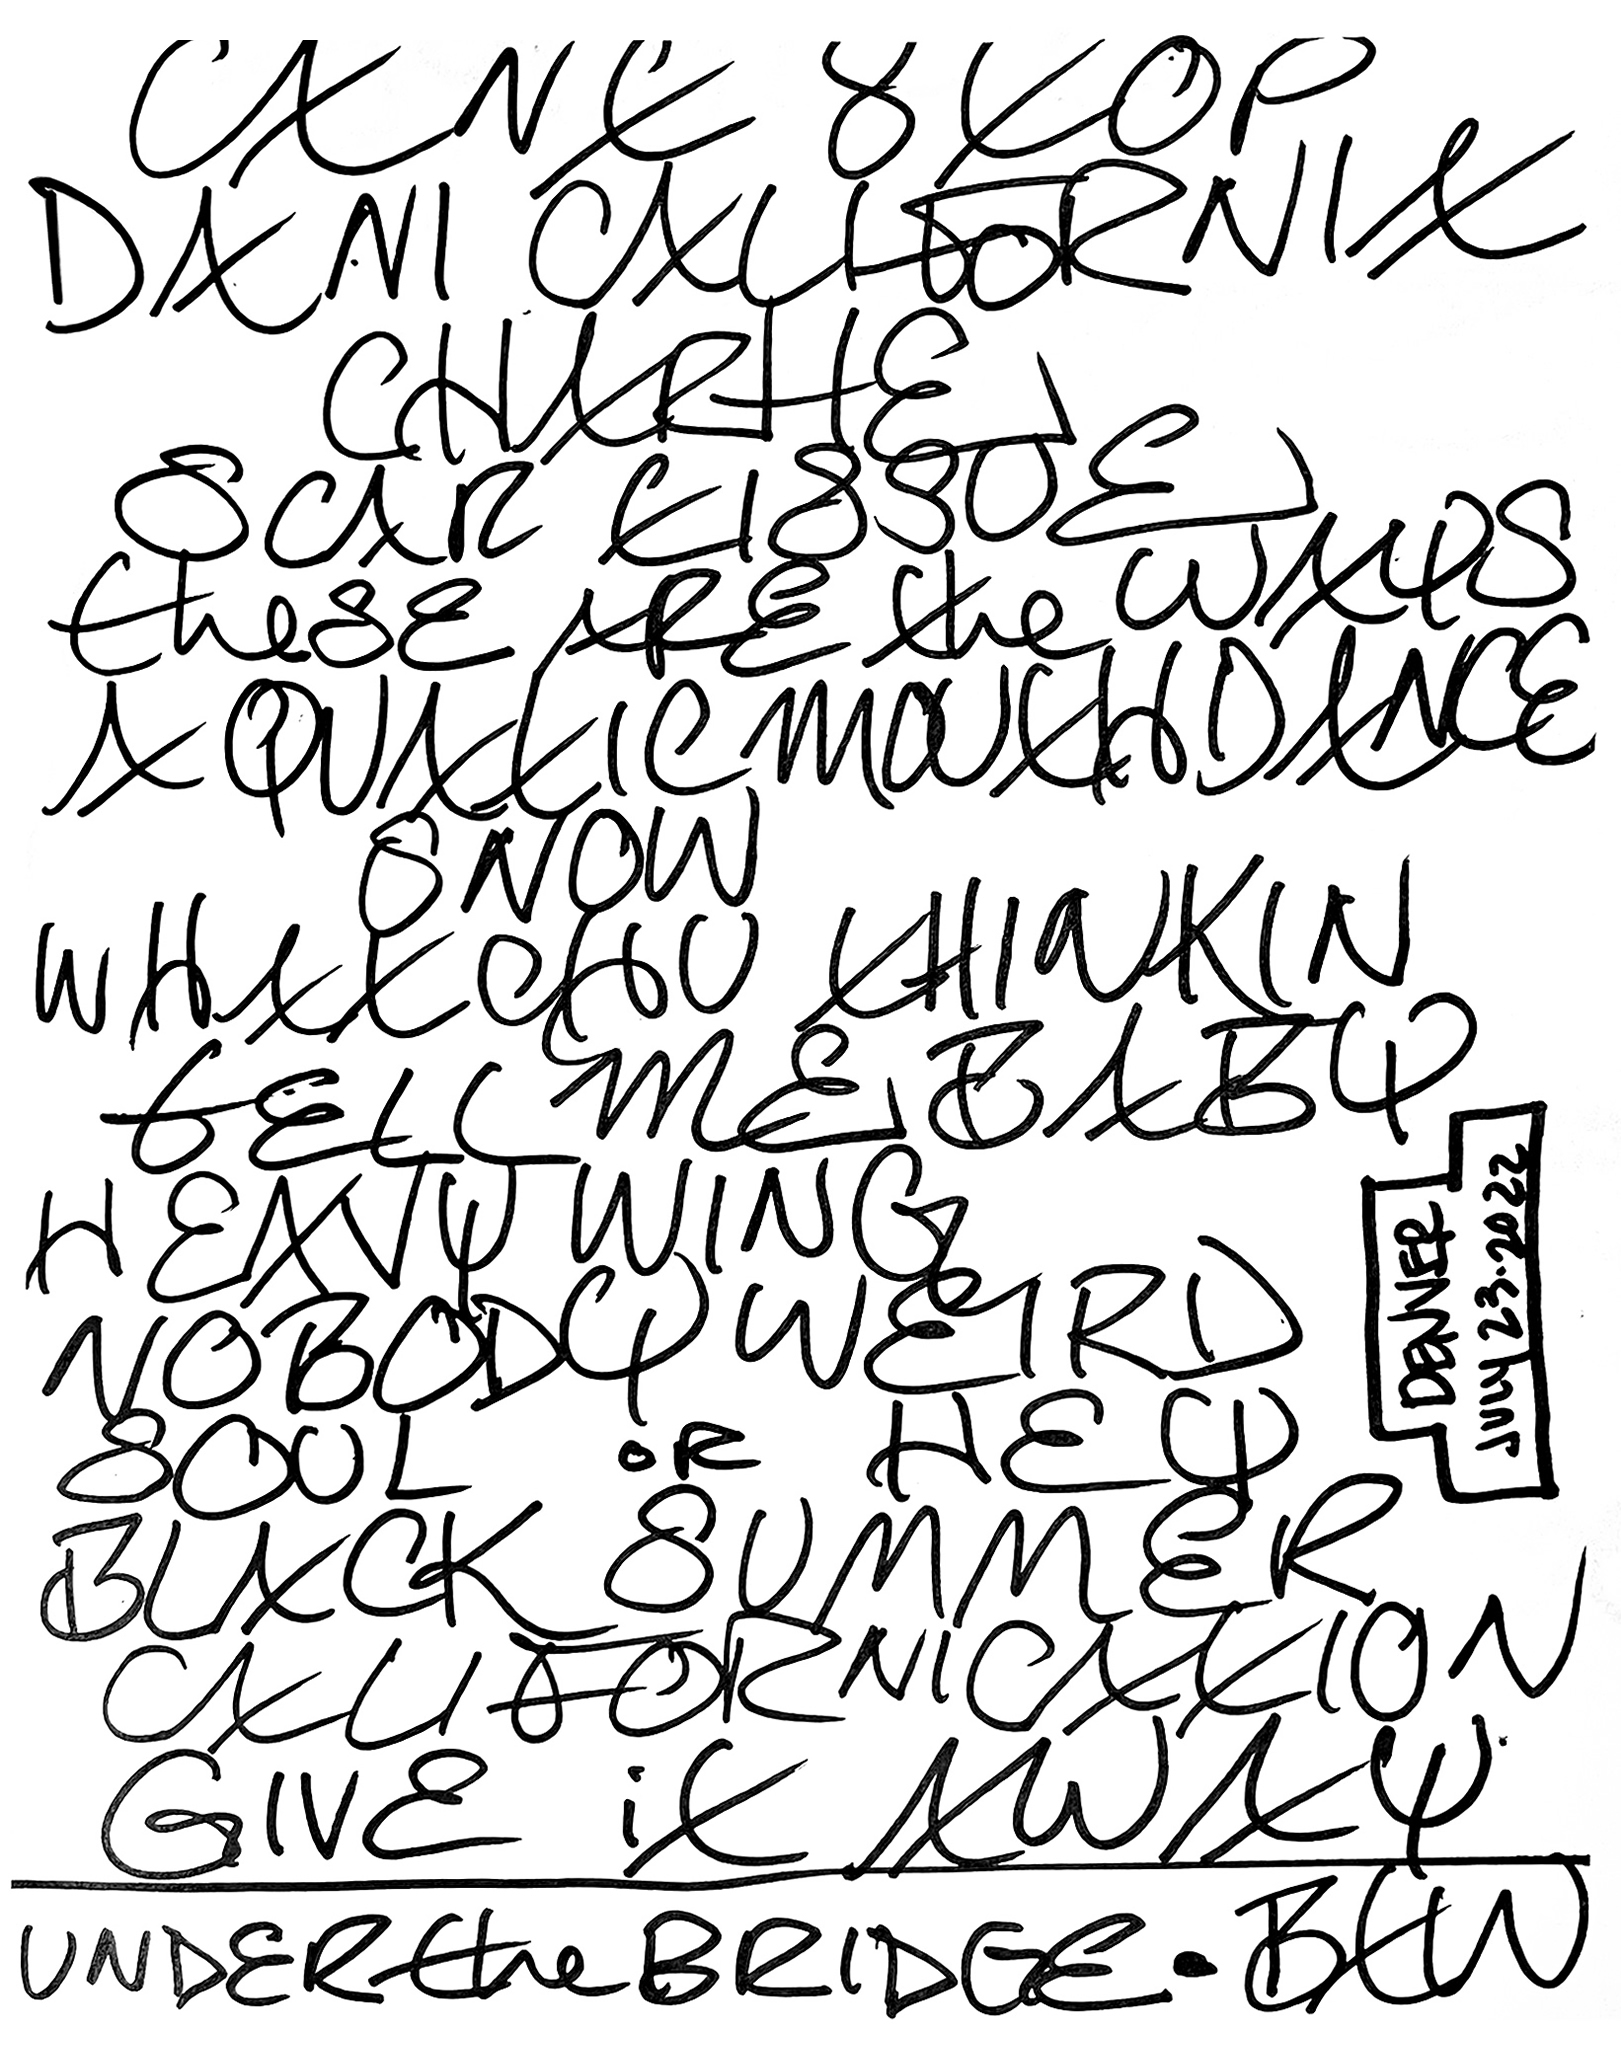 CAN'T STOP
DANI CALIFORNIA
CHARLIE
SCAR TISSUE
these ARE the WAYS
AQUATIC MOUTH DANCE
SNOW
WHATCHU THINKIN
tELL ME BABY
HEAVY WING
NOBODY WEIRD
SOUL OR HEY
BLACK SUMMER
CALIFORNICATION
GIVE iT AWAY
UNDER the BRIDGE • BTW
DENVER
JULY 23·2022